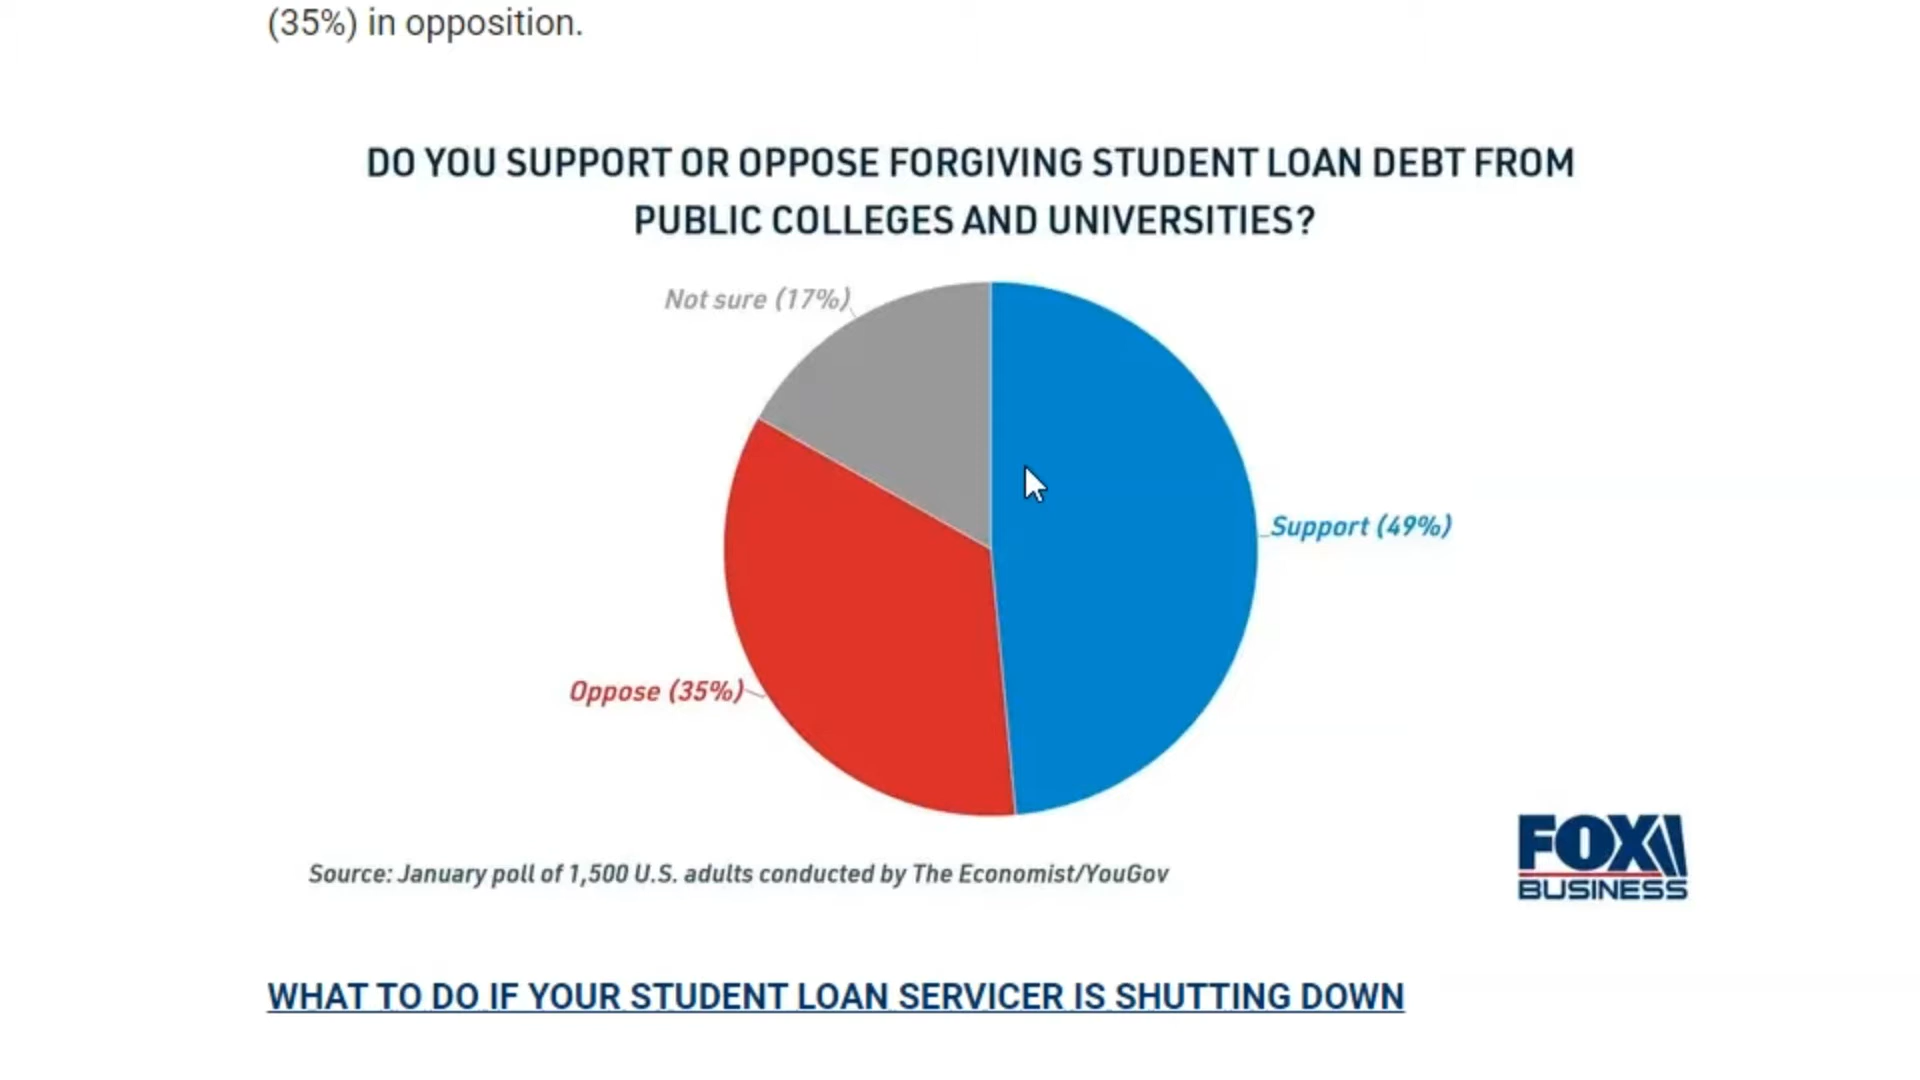 (35%) in opposition.
DO YOU SUPPORT OR OPPOSE FORGIVING STUDENT LOAN DEBT FROM
PUBLIC COLLEGES AND UNIVERSITIES?
Not sure (17%)
Support (49%)
Oppose (35%)
FOX
BUSINESS
Source: January poll of 1,500 U.S. adults conducted by The Economist/YouGov
WHAT TO DO IF YOUR STUDENT LOAN SERVICER IS SHUTTING DOWN